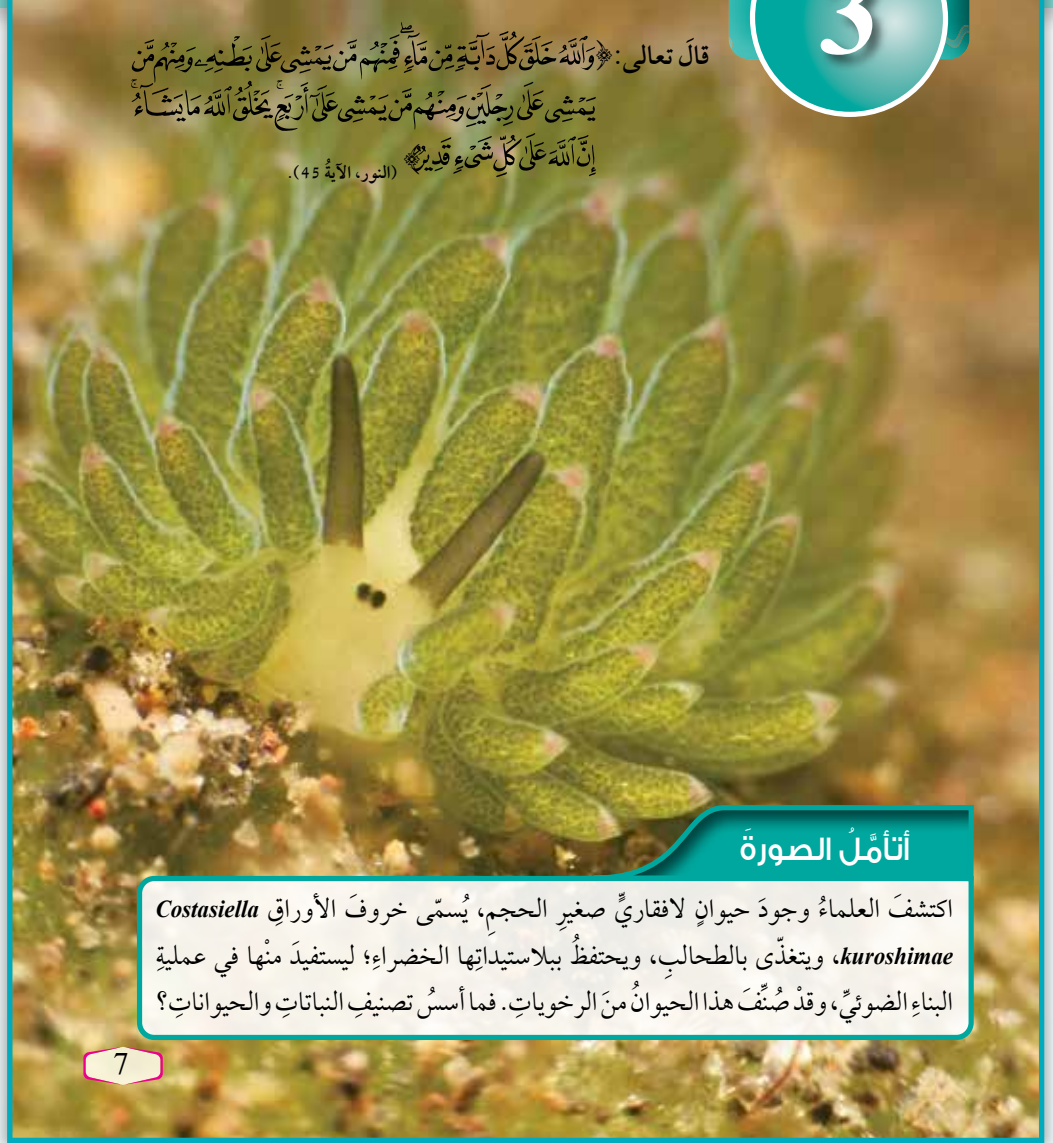 3
قالَ تعالى: ﴿وَٱللَّهُ خَلَقَ كُلَّ دَآبَّةٖ مِّن مَّآءٖۖ فَمِنۡهُم مَّن يَمۡشِي عَلَىٰ بَطۡنِهِۦ وَمِنۡهُم مَّن
يَمۡشِي عَلَىٰ رِجۡلَيۡنِ وَمِنۡهُم مَّن يَمۡشِي عَلَىٰٓ أَرۡبَعٖۚ يَخۡلُقُ ٱللَّهُ مَا يَشَآءُۚ
إِنَّ ٱللَّهَ عَلَىٰ كُلِّ شَيۡءٖ قَدِيرٞ﴾ (النور، الآيةُ 45).
أتأمَّلُ الصورةَ
اكتشفَ العلماءُ وجودَ حيوانٍ لافقاريٍّ صغيرِ الحجمِ، يُسمّى خروفَ الأوراقِ Costasiella
kuroshimae، ويتغذّى بالطحالبِ، ويحتفظُ ببلاستيداتِها الخضراءِ؛ ليستفيدَ منْها في عمليةِ
البناءِ الضوئيِّ، وقدْ صُنِّفَ هذا الحيوانُ منَ الرخوياتِ. فما أسسُ تصنيفِ النباتاتِ والحيواناتِ؟
7